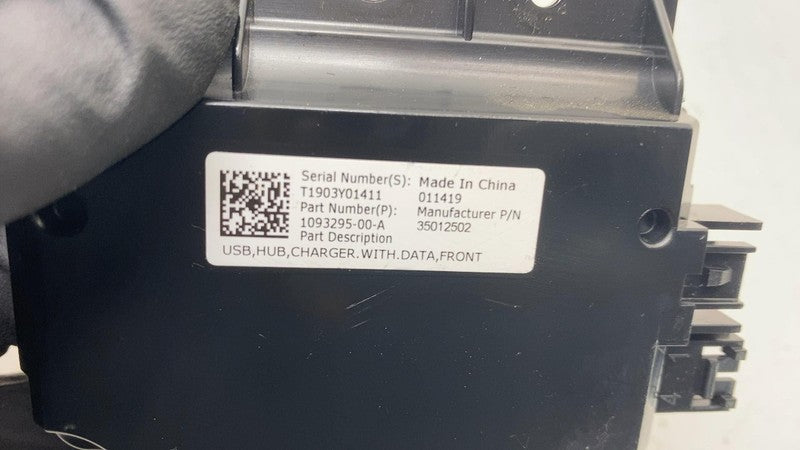 Serial Number(S): Made In China
T1903Y01411 011419
Part Number(P): Manufacturer P/N
1093295-00-A 35012502
Part Description
USB,HUB,CHARGER.WITH.DATA,FRONT